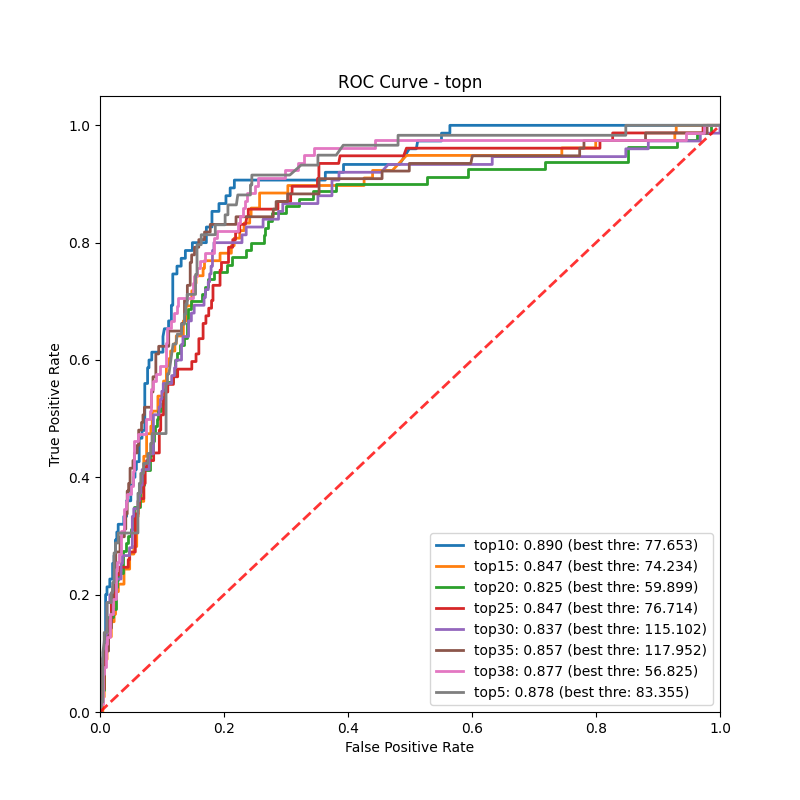 ROC Curve - topn
True Positive Rate
1.0
0.8
0.6
0.4
0.2
0.0
top10: 0.890 (best thre: 77.653)
top15: 0.847 (best thre: 74.234)
top20: 0.825 (best thre: 59.899)
top25: 0.847 (best thre: 76.714)
top30: 0.837 (best thre: 115.102)
top35: 0.857 (best thre: 117.952)
top38: 0.877 (best thre: 56.825)
top5: 0.878 (best thre: 83.355)
0.0 0.2 0.4 0.6 0.8 1.0
False Positive Rate